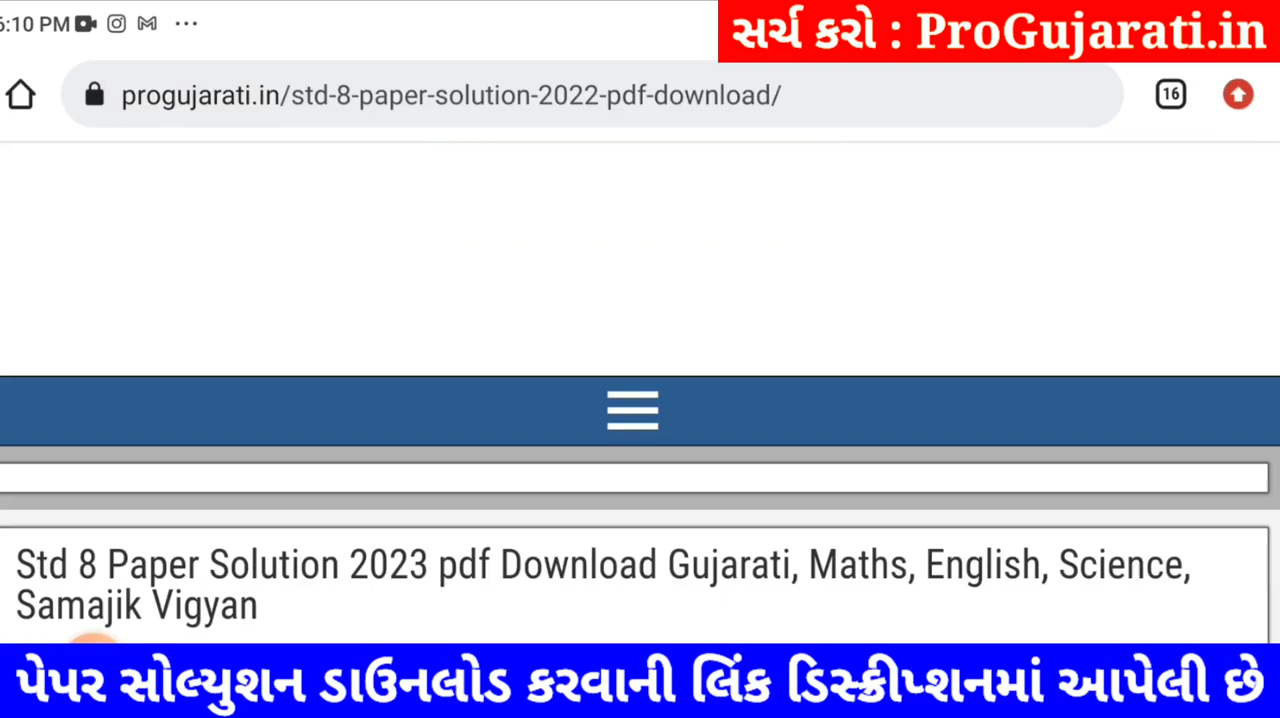 6:10 PM
સર્ચ કરો : ProGujarati.in
progujarati.in/std-8-paper-solution-2022-pdf-download/
16
Std 8 Paper Solution 2023 pdf Download Gujarati, Maths, English, Science,
Samajik Vigyan
પેપર સોલ્યુશન ડાઉનલોડ કરવાની લિંક ડિસ્ક્રીપ્શનમાં આપેલી છે